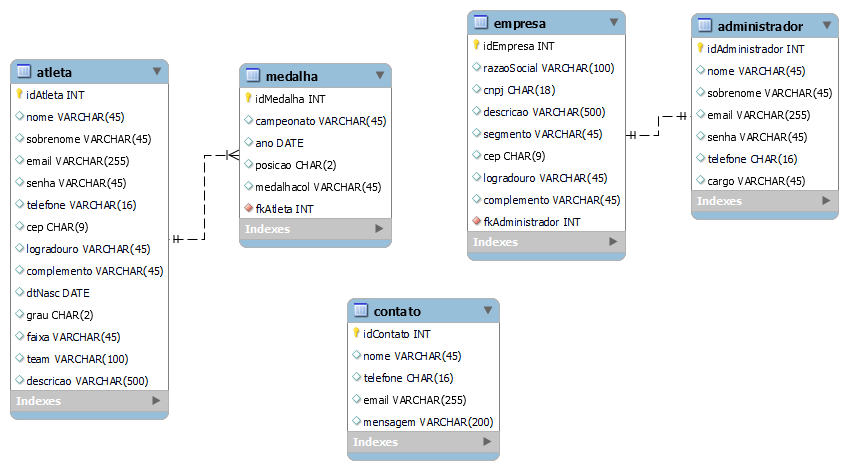 atleta
idAtleta INT
nome VARCHAR(45)
sobrenome VARCHAR(45)
email VARCHAR(255)
senha VARCHAR(45)
telefone VARCHAR(16)
cep CHAR(9)
logradouro VARCHAR(45)
complemento VARCHAR(45)
dtNasc DATE
grau CHAR(2)
faixa VARCHAR(45)
team VARCHAR(100)
descricao VARCHAR(500)
Indexes
medalha
idMedalha INT
campeonato VARCHAR(45)
ano DATE
posicao CHAR(2)
medalhacol VARCHAR(45)
fkAtleta INT
Indexes
empresa
idEmpresa INT
razaoSocial VARCHAR(100)
cnpj CHAR(18)
descricao VARCHAR(500)
segmento VARCHAR(45)
cep CHAR(9)
logradouro VARCHAR(45)
complemento VARCHAR(45)
fkAdministrador INT
Indexes
administrador
idAdministrador INT
nome VARCHAR(45)
sobrenome VARCHAR(45)
email VARCHAR(255)
senha VARCHAR(45)
telefone CHAR(16)
cargo VARCHAR(45)
Indexes
contato
idContato INT
nome VARCHAR(45)
telefone CHAR(16)
email VARCHAR(255)
mensagem VARCHAR(200)
Indexes